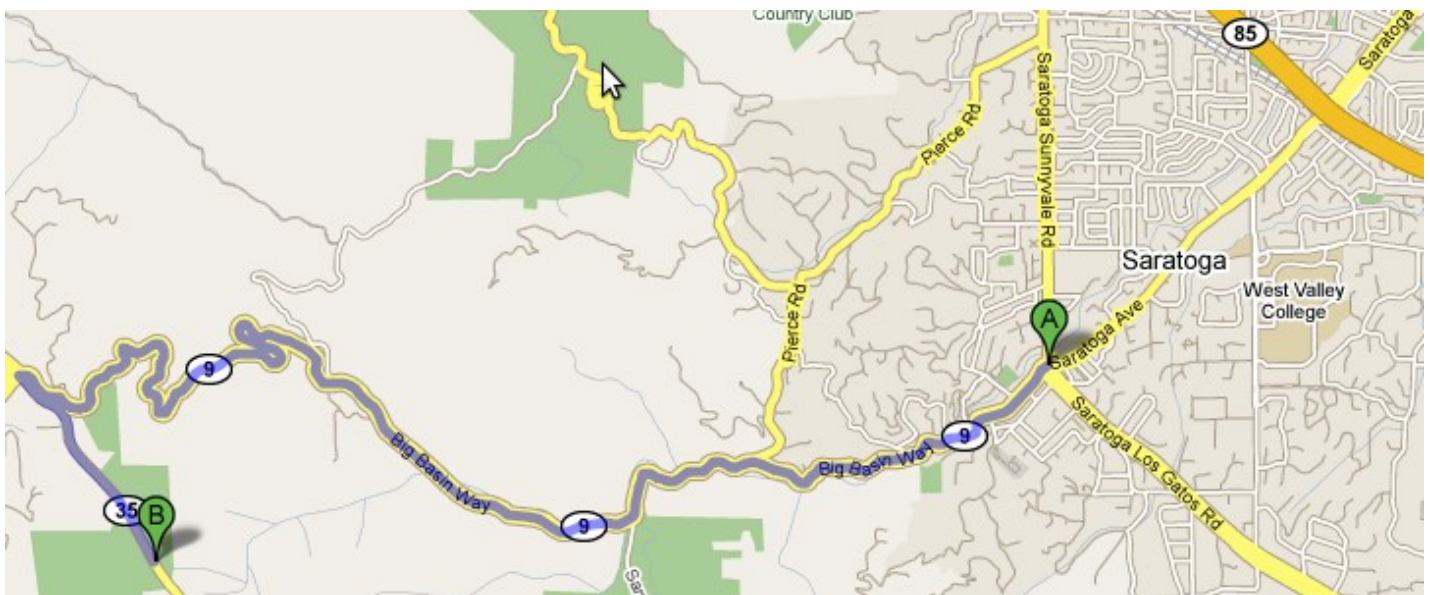 Country Club
85
Saratoga
Pierce Rd
Saratoga Sunnyvale Rd
Saratoga
West Valley
College
Pierce Rd
A
Saratoga Ave
9
Big Basin Way
Big Basin Way
9
Saratoga Los Gatos Rd
35
B
9